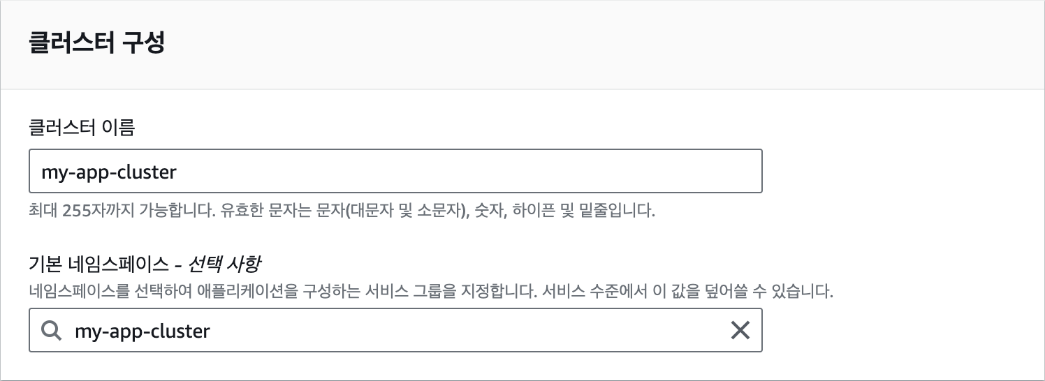 클러스터 구성
클러스터 이름
my-app-cluster
최대 255자까지 가능합니다. 유효한 문자는 문자(대문자 및 소문자), 숫자, 하이픈 및 밑줄입니다.
기본 네임스페이스 - 선택 사항
네임스페이스를 선택하여 애플리케이션을 구성하는 서비스 그룹을 지정합니다. 서비스 수준에서 이 값을 덮어쓸 수 있습니다.
my-app-cluster